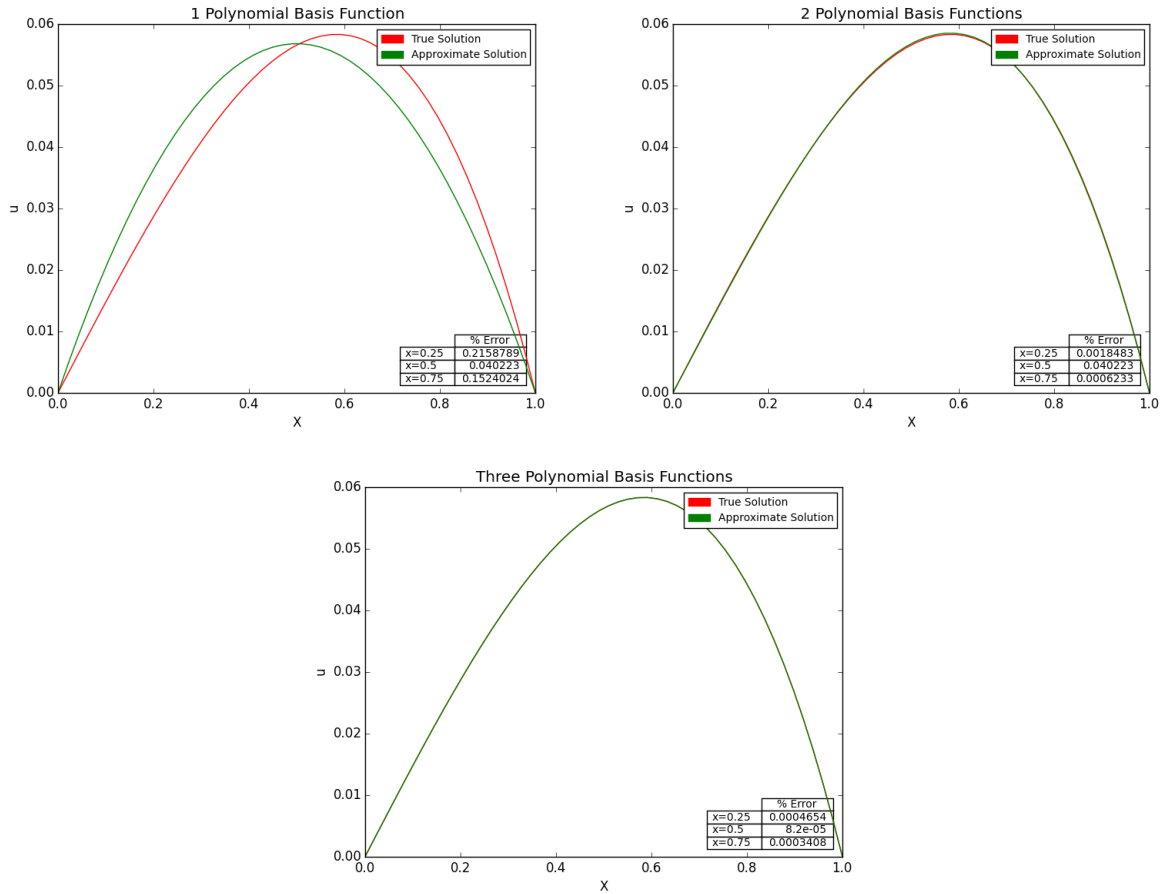 1 Polynomial Basis Function
0.06
0.05
0.04
0.03
0.02
0.01
0.00
u
True Solution
Approximate Solution
% Error
x=0.25 0.2158789
x=0.5 0.040223
x=0.75 0.1524024
0.0 0.2 0.4 0.6 0.8 1.0
X
2 Polynomial Basis Functions
0.06
0.05
0.04
0.03
0.02
0.01
0.00
u
True Solution
Approximate Solution
% Error
x=0.25 0.0018483
x=0.5 0.040223
x=0.75 0.0006233
0.0 0.2 0.4 0.6 0.8 1.0
X
Three Polynomial Basis Functions
0.06
0.05
0.04
0.03
0.02
0.01
0.00
u
True Solution
Approximate Solution
% Error
x=0.25 0.0004654
x=0.5 8.2e-05
x=0.75 0.0003408
0.0 0.2 0.4 0.6 0.8 1.0
X